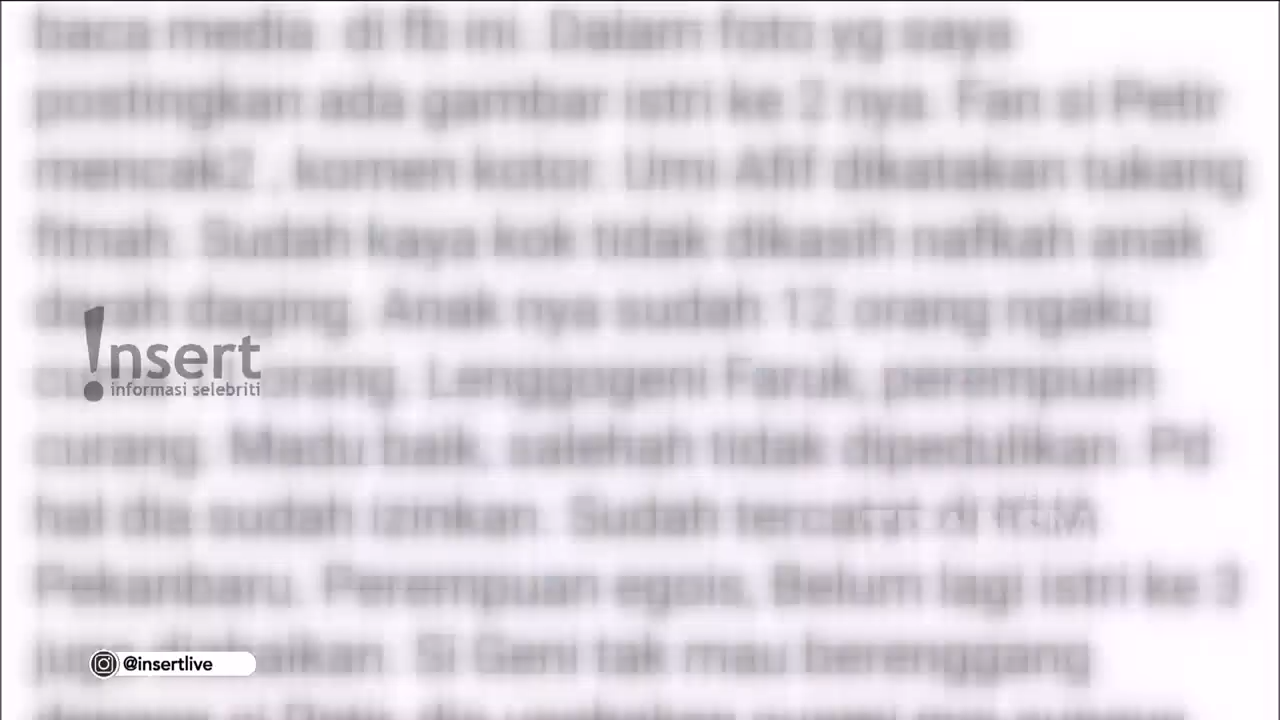 baca media di fb ini. Dalam foto yg saya
postingkan ada gambar istri ke 2 nya. Fan si Petir
mencak2 , komen kotor. Umi Afif dikatakan tukang
fitnah. Sudah kaya kok tidak dikasih nafkah anak
darah daging. Anak nya sudah 12 orang ngaku
orang. Lenggogeni Faruk, perempuan
curang. Madu baik, salehah tidak dipedulikan. Pd
hal dia sudah izinkan. Sudah tercatat di KUA
Pekanbaru. Perempuan egois, Belum lagi istri ke 3
Si Geni tak mau berenggang
!nsert
informasi selebriti
@insertlive